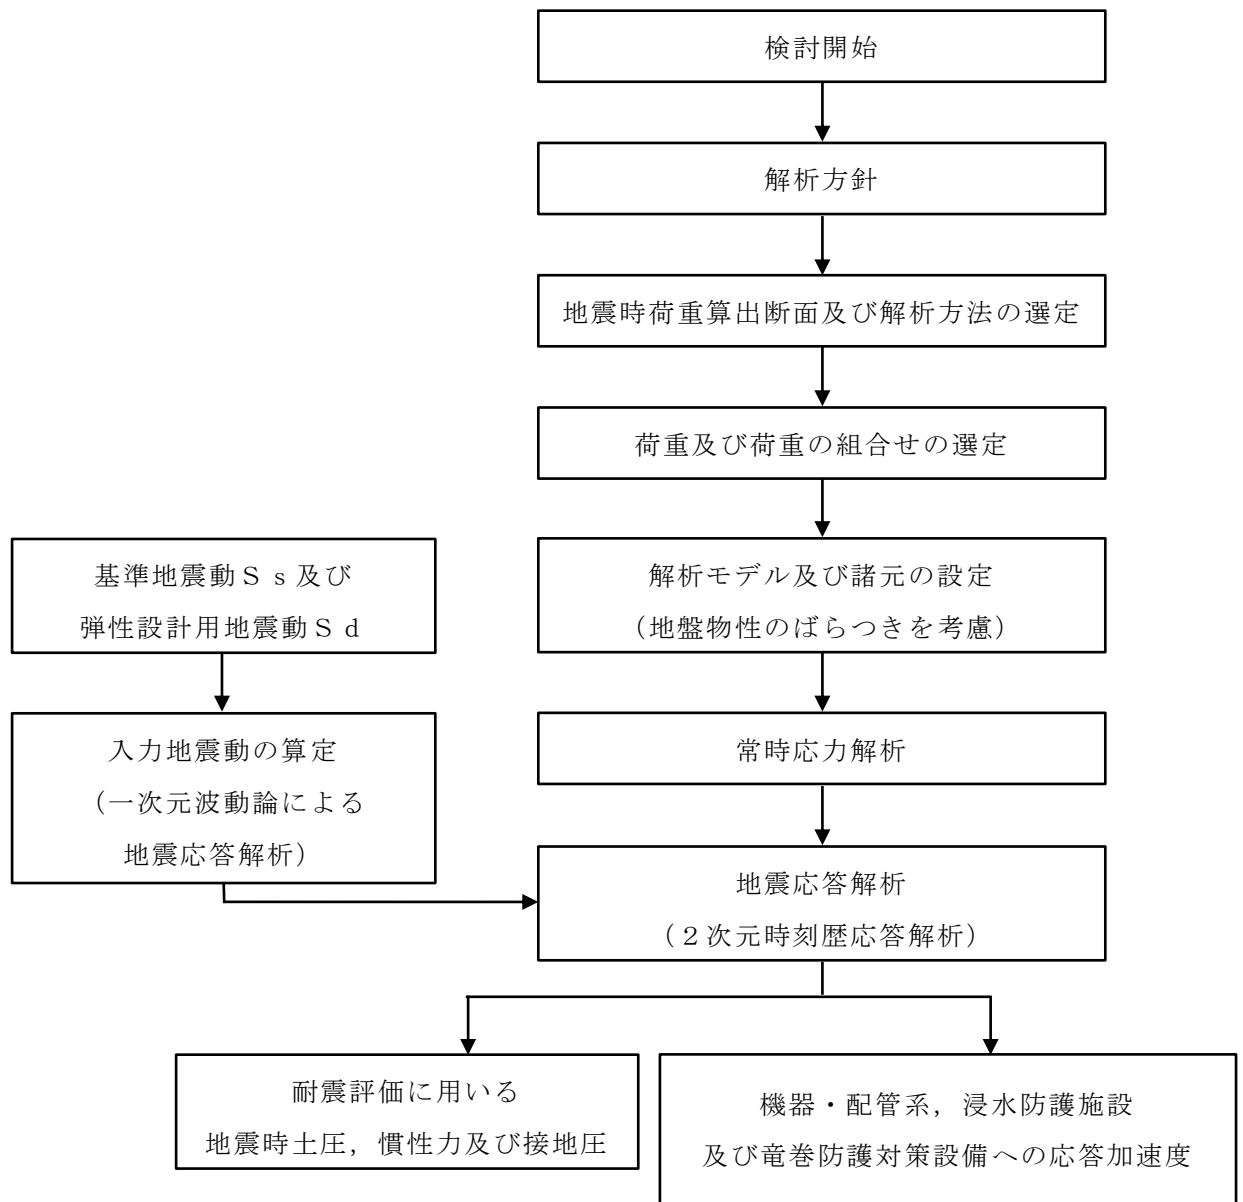 検討開始
解析方針
地震時荷重算出断面及び解析方法の選定
荷重及び荷重の組合せの選定
基準地震動Ｓｓ及び
弾性設計用地震動Ｓｄ
解析モデル及び諸元の設定
（地盤物性のばらつきを考慮）
入力地震動の算定
（一次元波動論による
地震応答解析）
常時応力解析
地震応答解析
（２次元時刻歴応答解析）
耐震評価に用いる
地震時土圧，慣性力及び接地圧
機器・配管系，浸水防護施設
及び竜巻防護対策設備への応答加速度